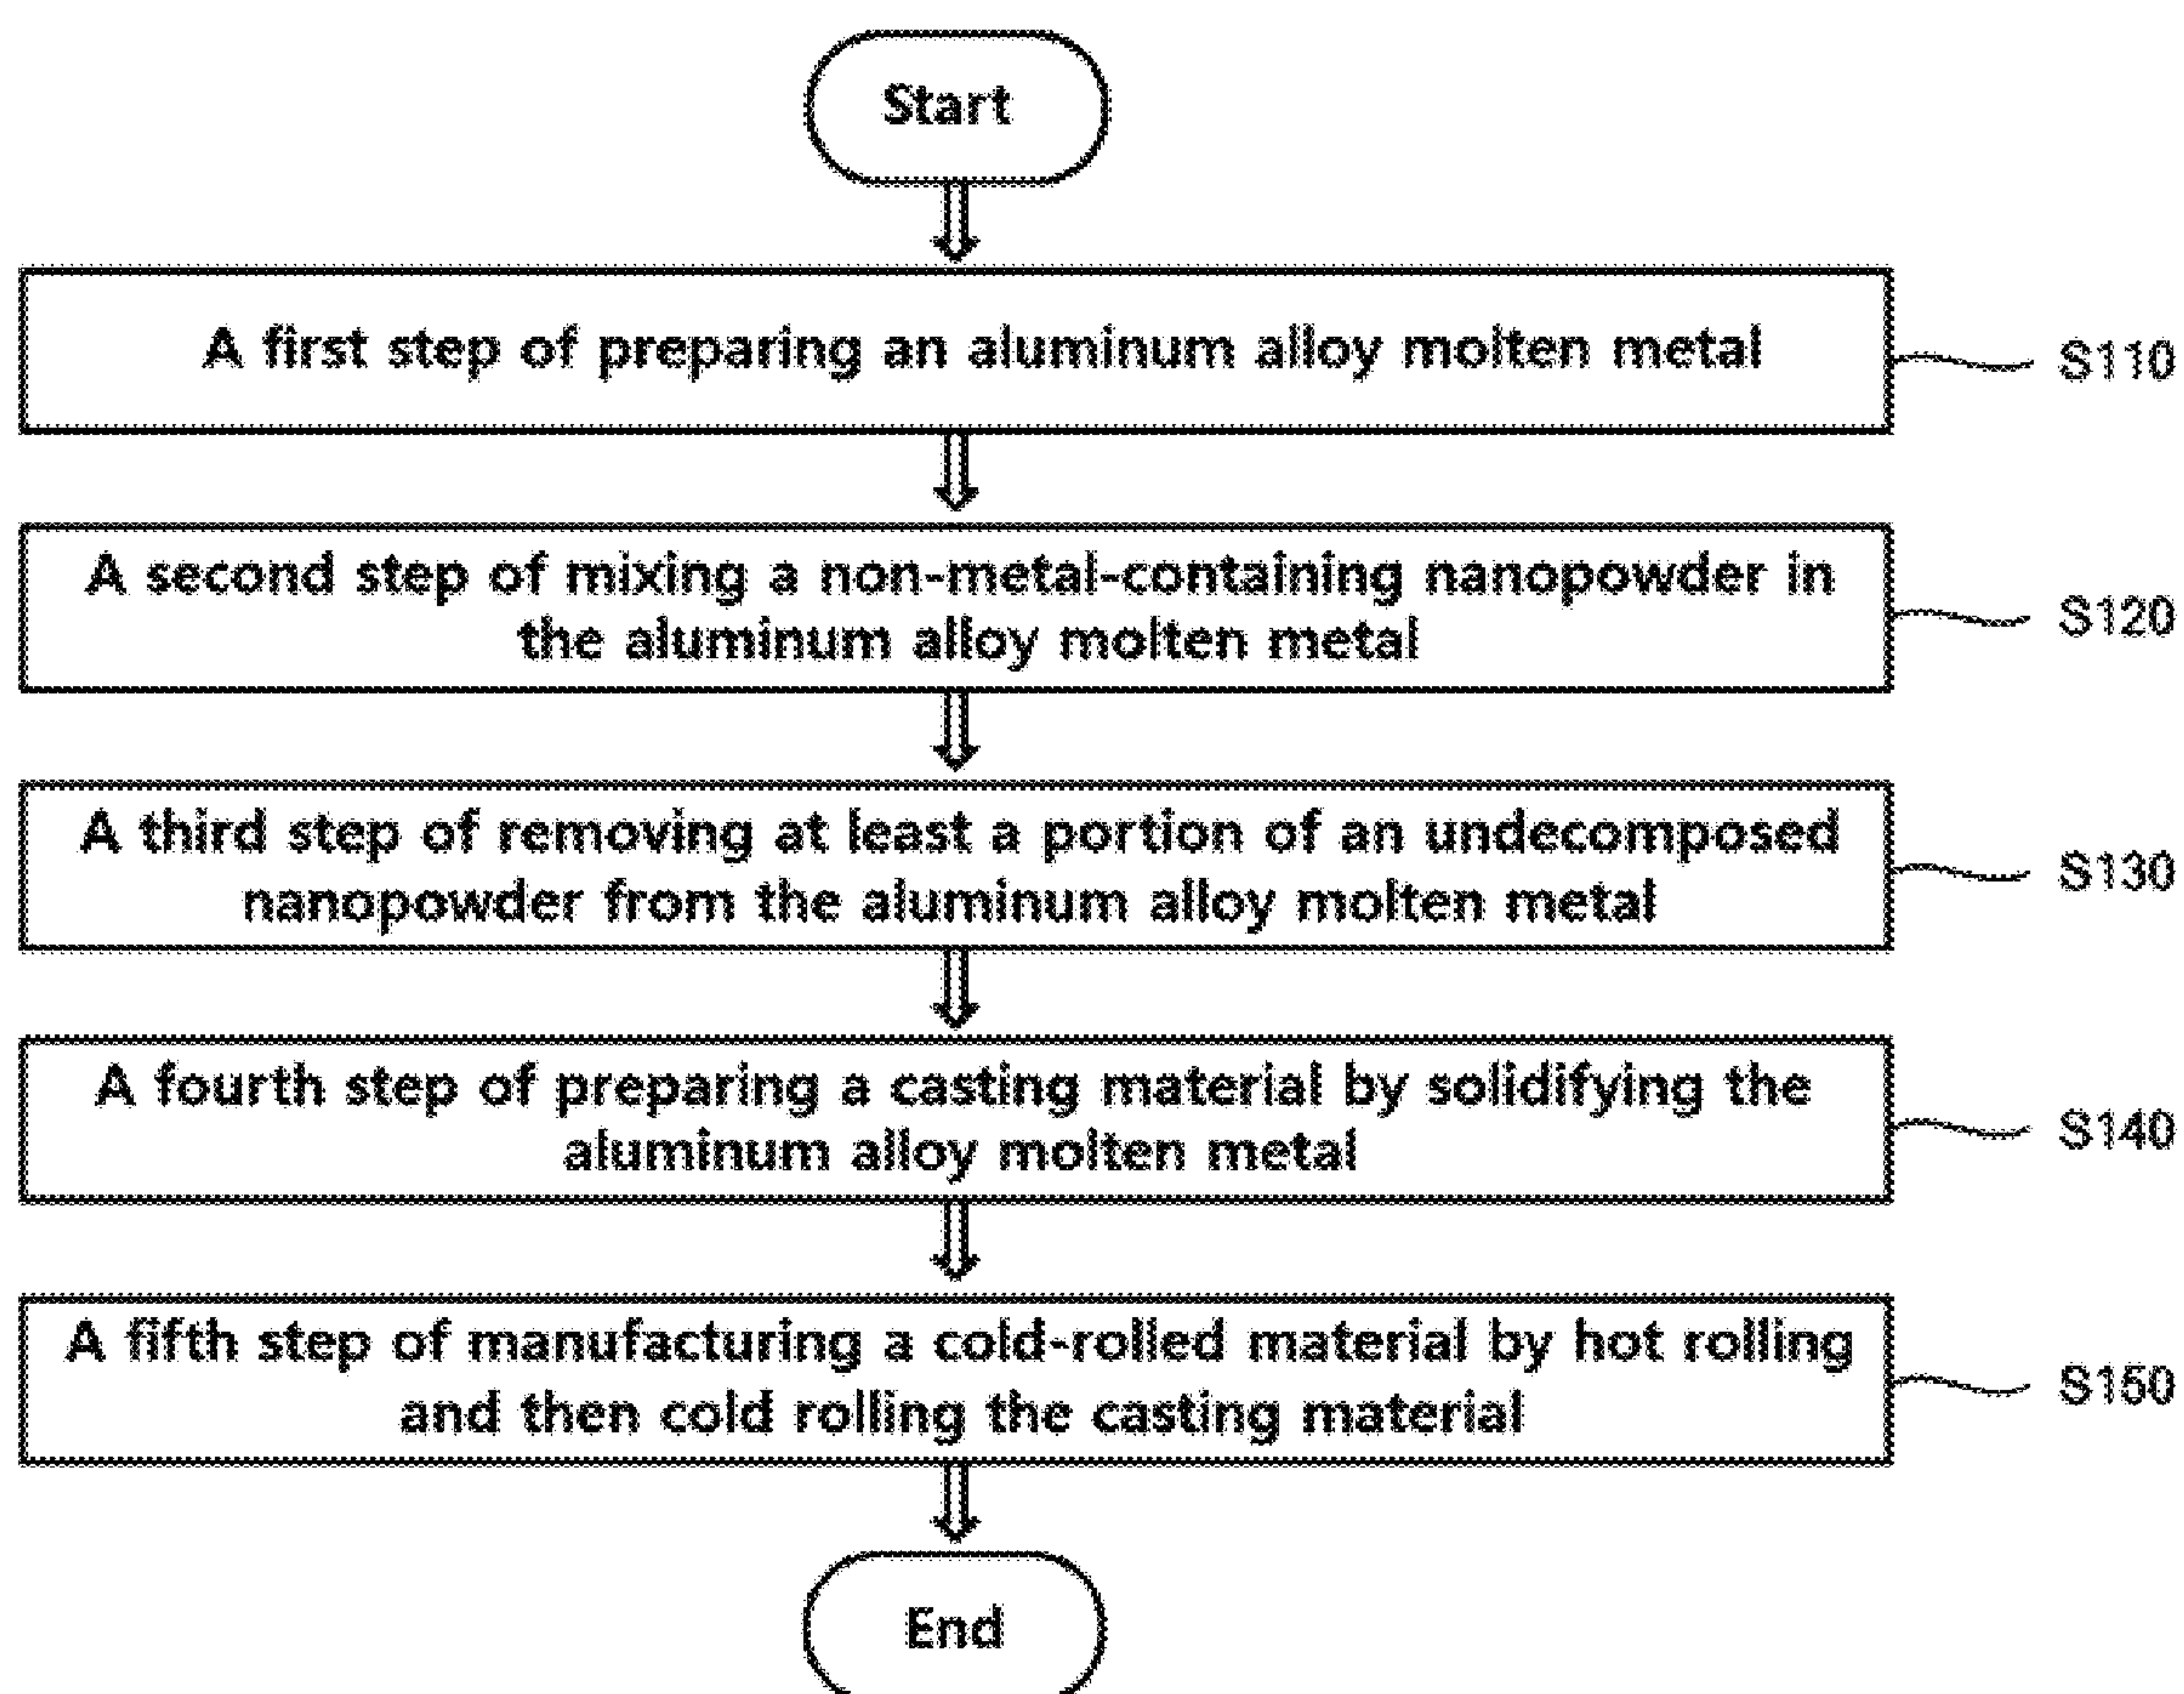 Start
A first step of preparing an aluminum alloy molten metal
S110
A second step of mixing a non-metal-containing nanopowder in
the aluminum alloy molten metal
S120
A third step of removing at least a portion of an undecomposed
nanopowder from the aluminum alloy molten metal
S130
A fourth step of preparing a casting material by solidifying the
aluminum alloy molten metal
S140
A fifth step of manufacturing a cold-rolled material by hot rolling
and then cold rolling the casting material
S150
End